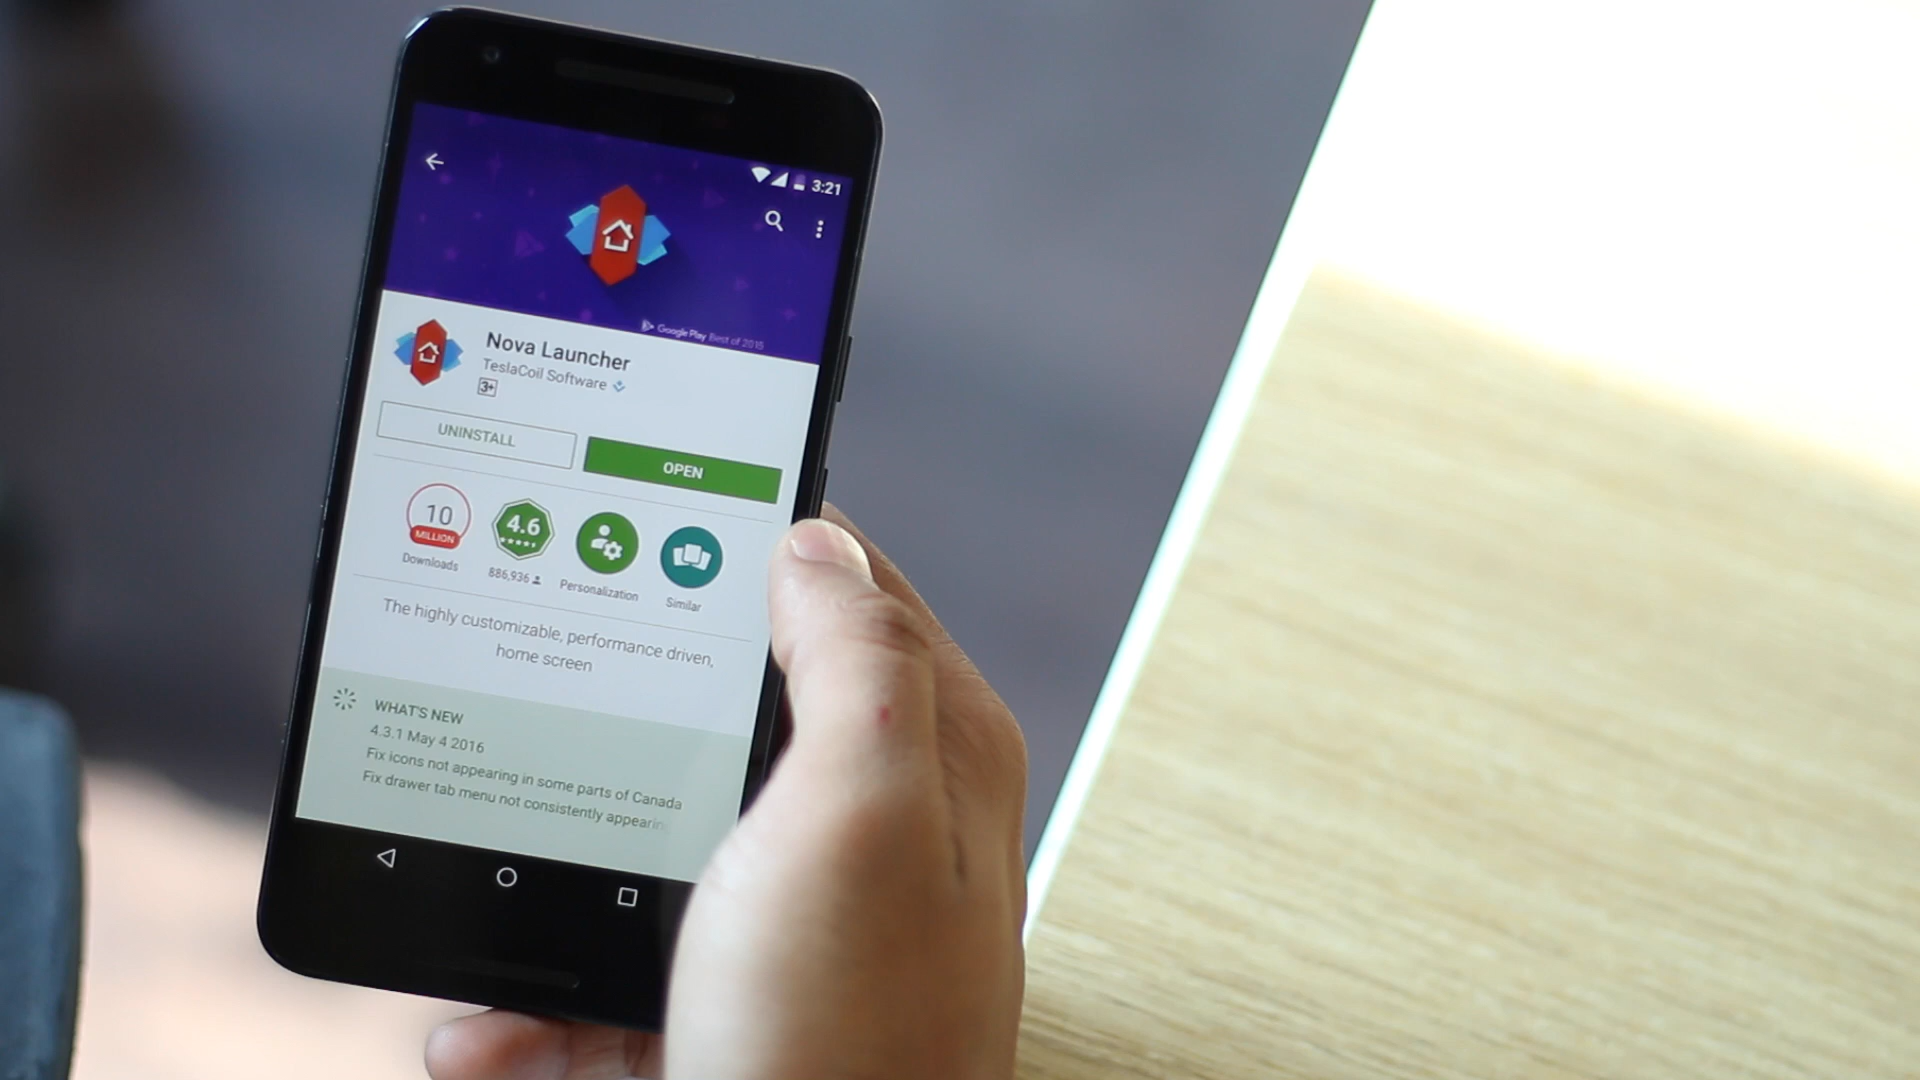 3:21
Google Play Best of 2015
Nova Launcher
TeslaCoil Software
3+
UNINSTALL
OPEN
10
MILLION
Downloads
4.6
886,936
Personalization
Similar
The highly customizable, performance driven,
home screen
WHAT'S NEW
4.3.1 May 4 2016
Fix icons not appearing in some parts of Canada
Fix drawer tab menu not consistently appearin